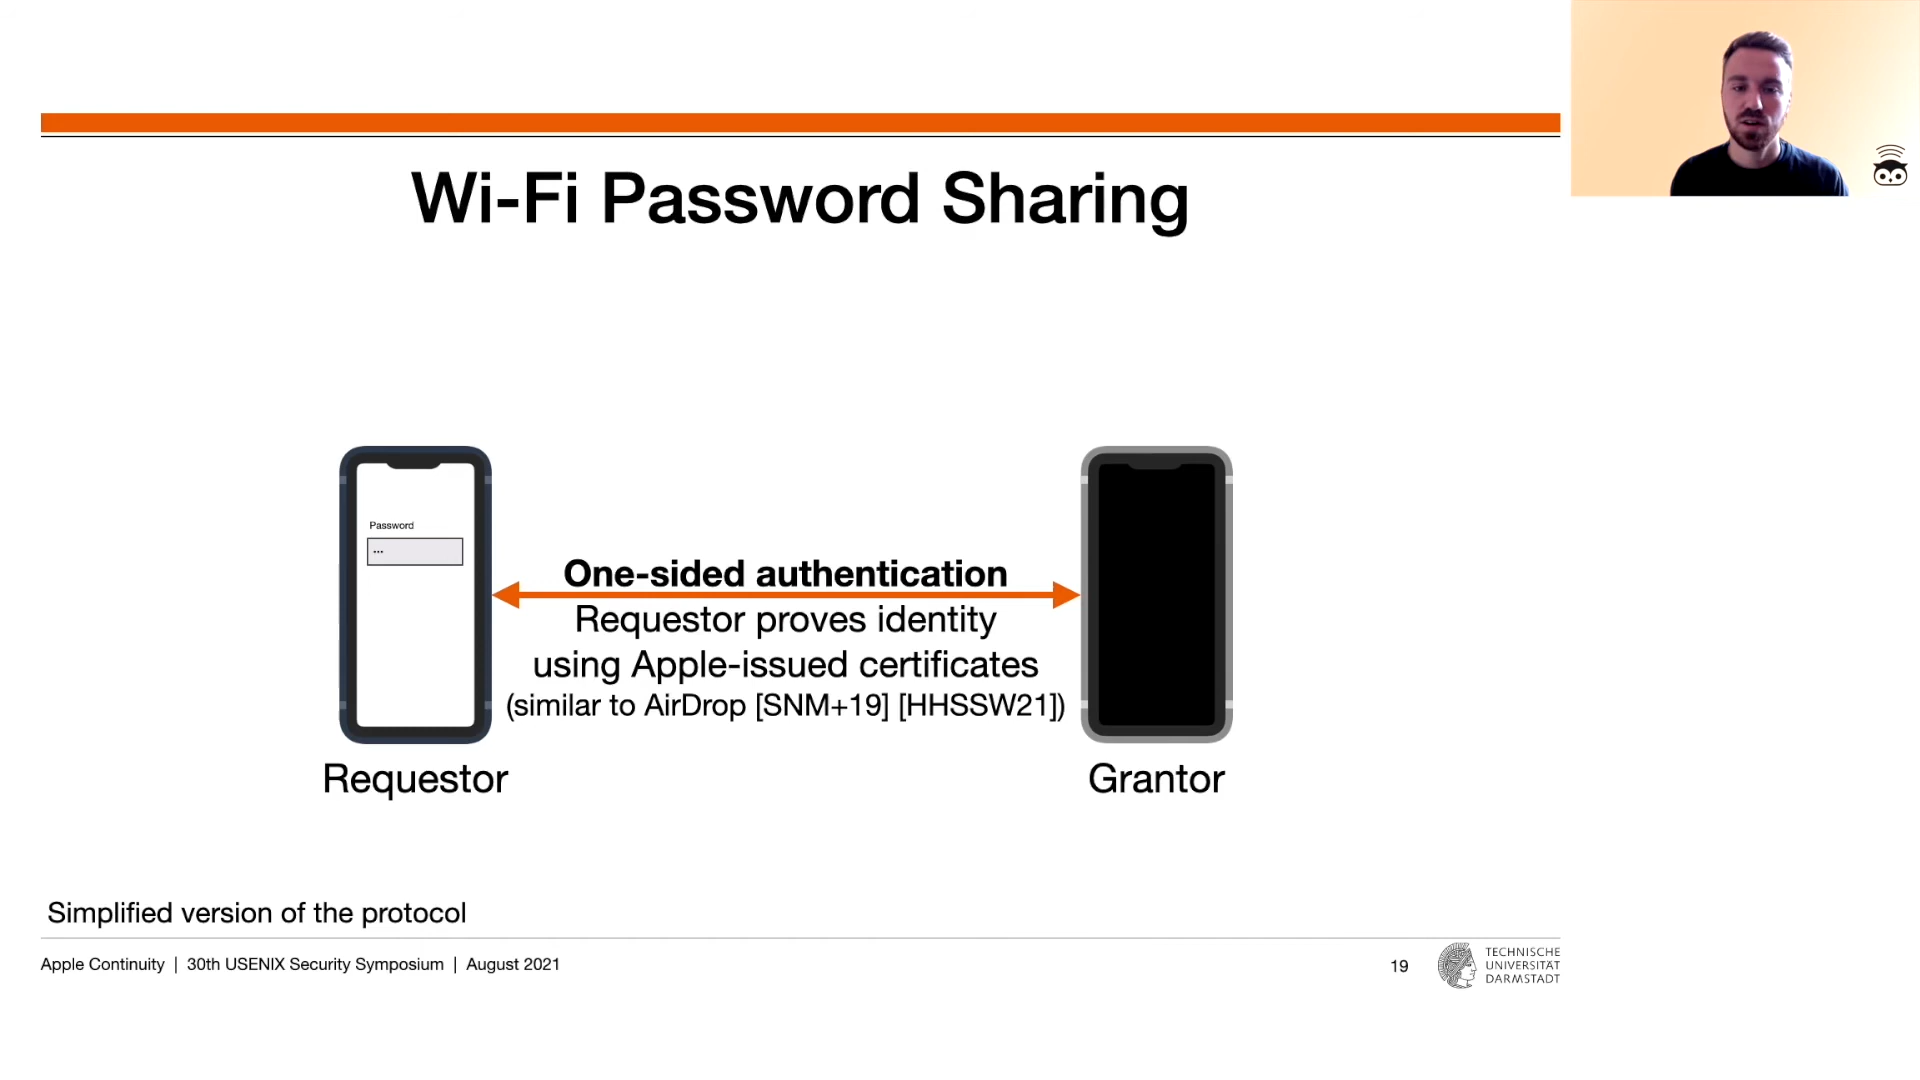 Wi-Fi Password Sharing
Password
•••
One-sided authentication
Requestor proves identity
using Apple-issued certificates
(similar to AirDrop [SNM+19] [HHSSW21])
Requestor
Grantor
Simplified version of the protocol
Apple Continuity | 30th USENIX Security Symposium | August 2021
19
TECHNISCHE
UNIVERSITÄT
DARMSTADT